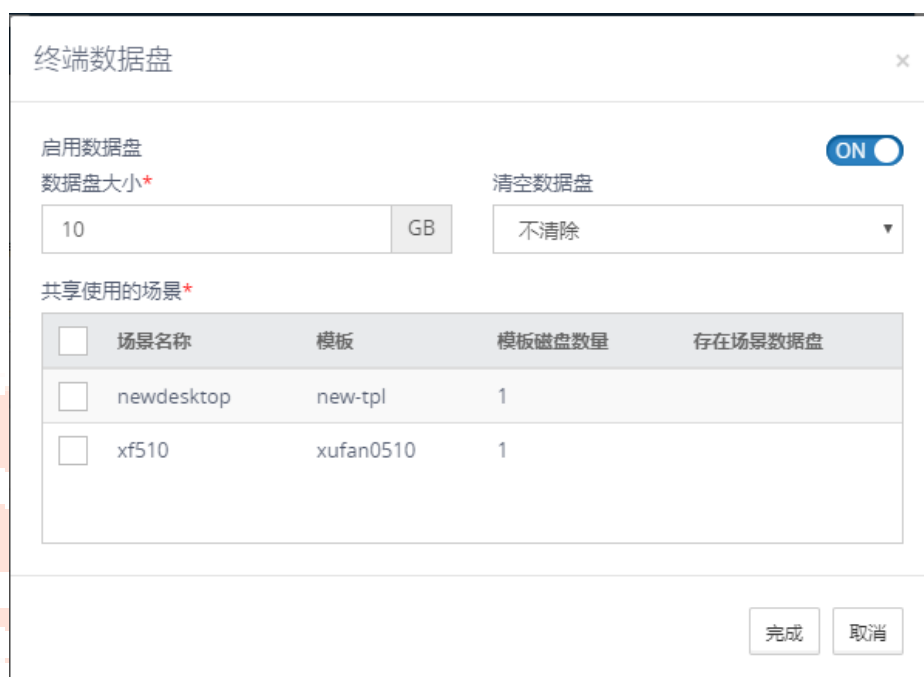 终端数据盘 ×
启用数据盘 ON
数据盘大小* 清空数据盘
10 GB 不清除
共享使用的场景*
场景名称 模板 模板磁盘数量 存在场景数据盘
newdesktop new-tpl 1
xf510 xufan0510 1
完成 取消